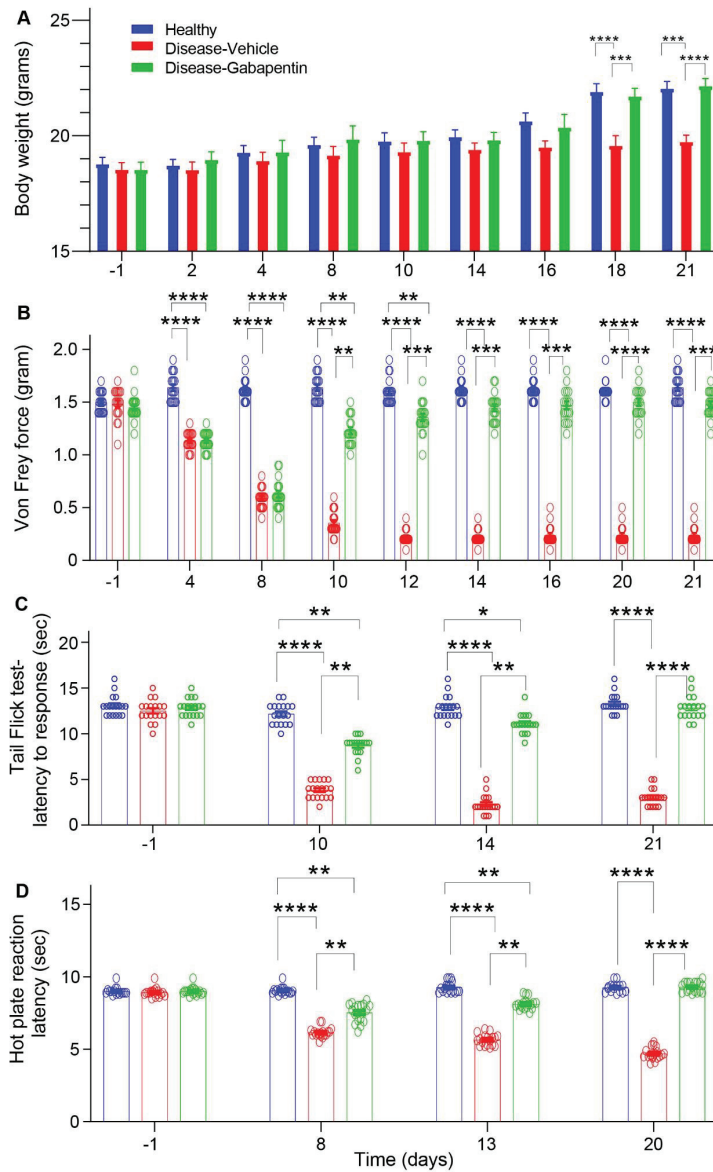 A
Body weight (grams)
25
20
15
Healthy
Disease-Vehicle
Disease-Gabapentin
**** ***
*** ****
-1 2 4 8 10 14 16 18 21
B
Von Frey force (gram)
2.0
1.5
1.0
0.5
0
**** **** ** **
**** **** **** **** **** **** **** ****
** *** *** *** **** ***
-1 4 8 10 12 14 16 20 21
C
Tail Flick test-
latency to response (sec)
20
15
10
5
0
** * ****
**** ****
** ** ****
-1 10 14 21
D
Hot plate reaction
latency (sec)
15
10
5
0
** ** ****
**** ****
** ** ****
-1 8 13 20
Time (days)